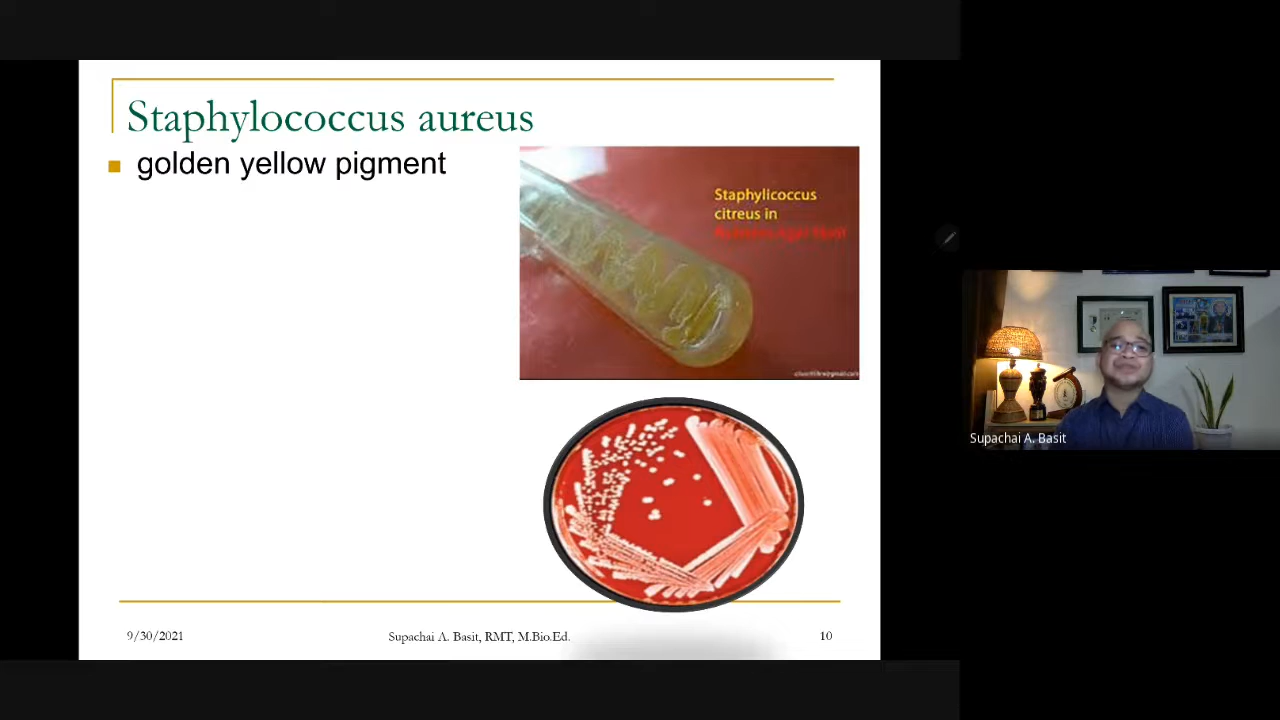 Staphylococcus aureus
golden yellow pigment
Staphylicoccus
citreus in
9/30/2021
Supachai A. Basit, RMT, M.Bio.Ed.
10
Supachai A. Basit